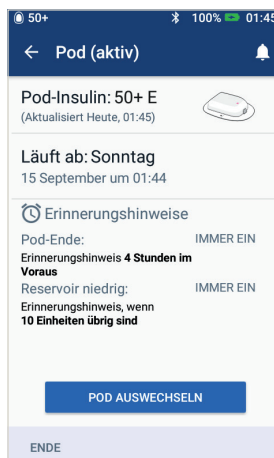 50+ 100% 01:45
Pod (aktiv)
Pod-Insulin: 50+ E
(Aktualisiert Heute, 01:45)
Läuft ab: Sonntag
15 September um 01:44
Erinnerungshinweise
Pod-Ende: IMMER EIN
Erinnerungshinweis 4 Stunden im
Voraus
Reservoir niedrig: IMMER EIN
Erinnerungshinweis, wenn
10 Einheiten übrig sind
POD AUSWECHSELN
ENDE